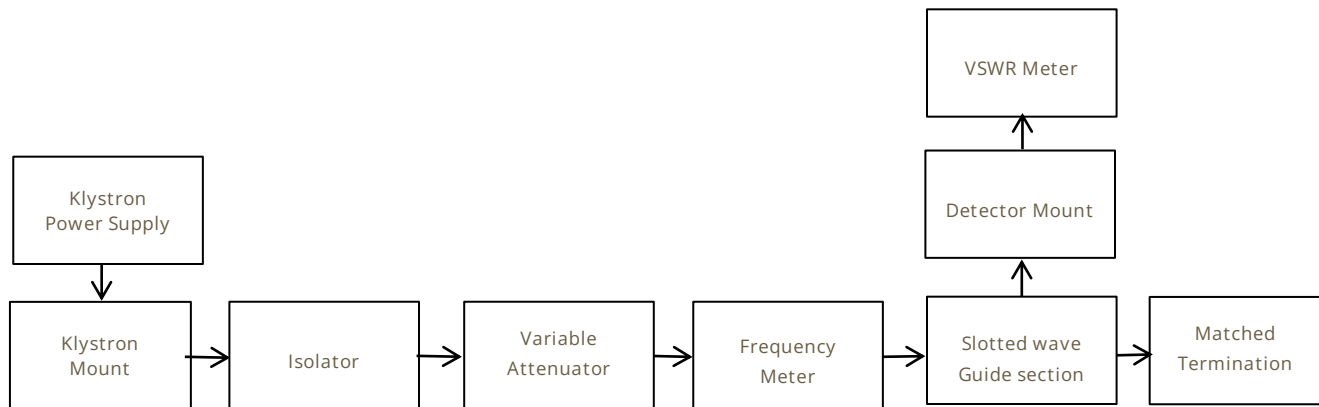 VSWR Meter
Detector Mount
Klystron
Power Supply
Klystron
Mount
Isolator
Variable
Attenuator
Frequency
Meter
Slotted wave
Guide section
Matched
Termination